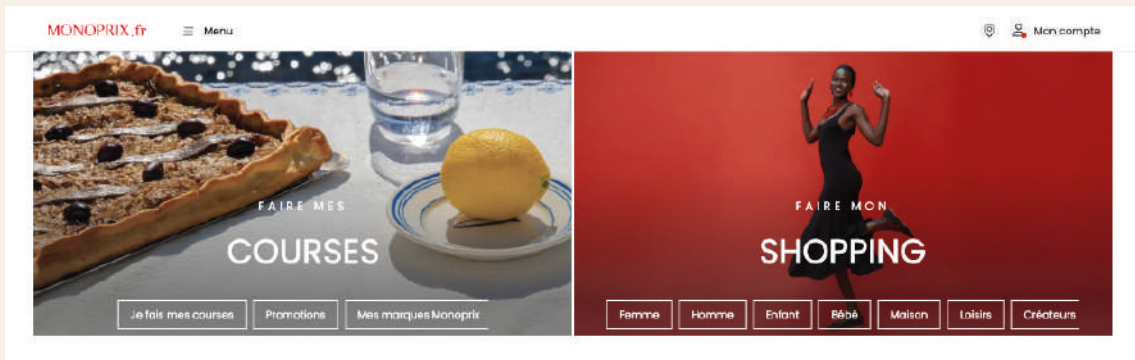 MONOPRIX.fr
Menu
Mon compte
FAIRE MES
COURSES
Je fais mes courses
Promotions
Mes marques Monoprix
FAIRE MON
SHOPPING
Femme
Homme
Enfant
Bébé
Maison
Loisirs
Créateurs